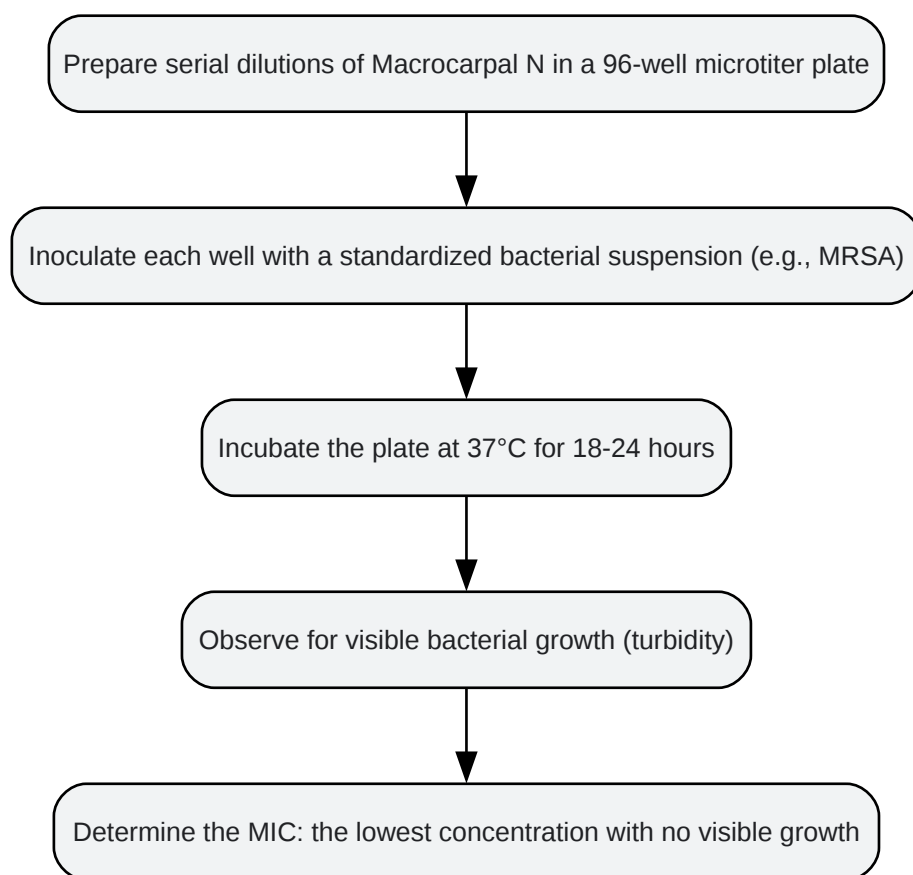 Prepare serial dilutions of Macrocarpal N in a 96-well microtiter plate
Inoculate each well with a standardized bacterial suspension (e.g., MRSA)
Incubate the plate at 37°C for 18-24 hours
Observe for visible bacterial growth (turbidity)
Determine the MIC: the lowest concentration with no visible growth